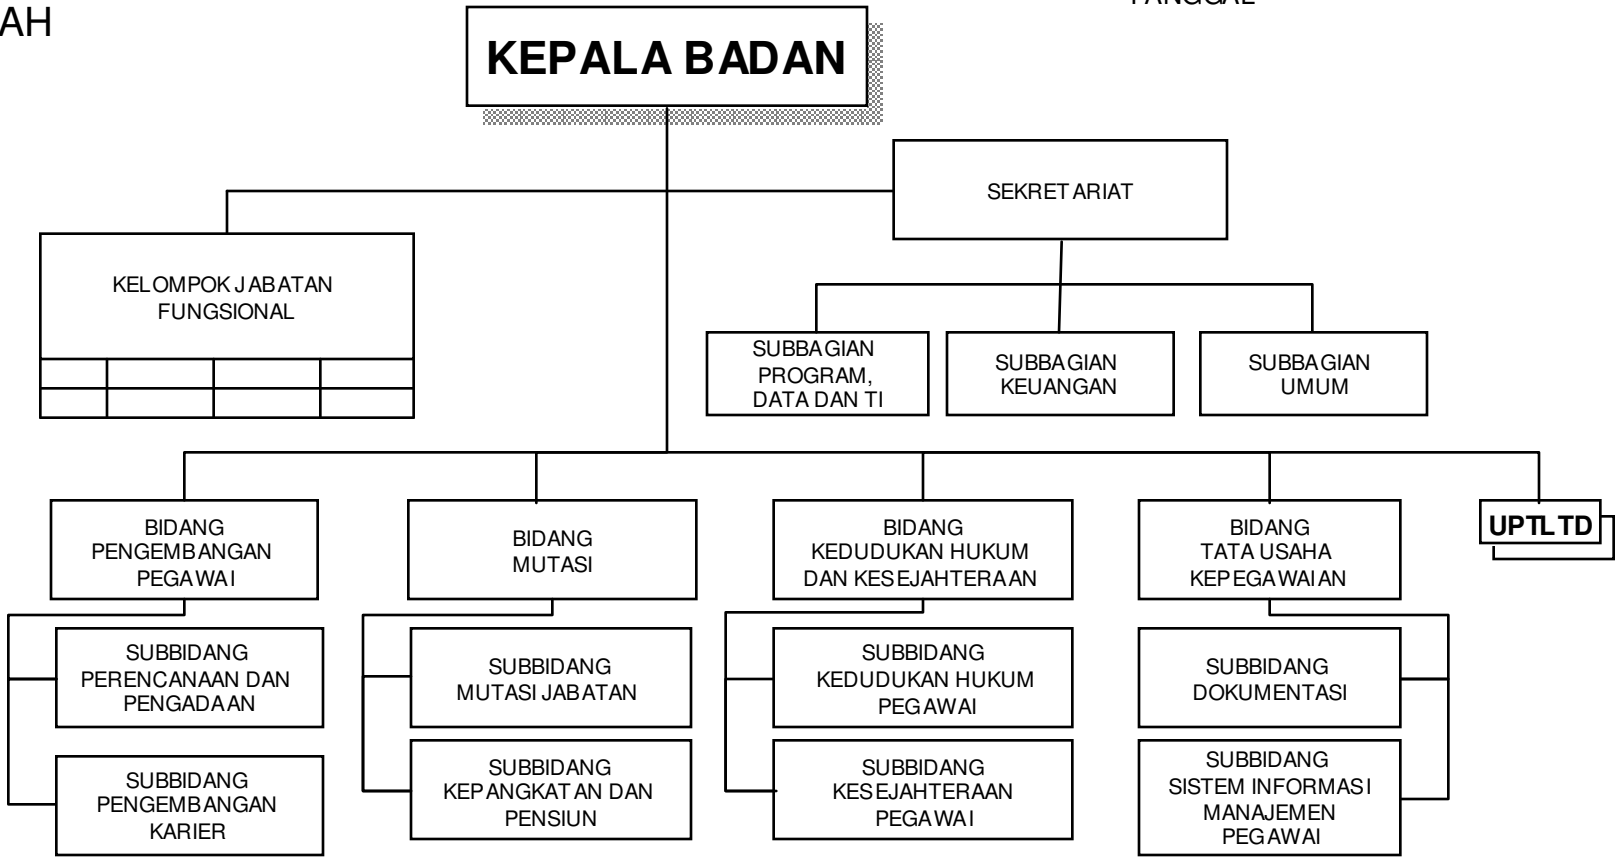 AH
TANGGAL
KEPALA BADAN
SEKRETARIAT
KELOMPOK JABATAN
FUNGSIONAL
SUBBAGIAN
PROGRAM,
DATA DAN TI
SUBBAGIAN
KEUANGAN
SUBBAGIAN
UMUM
BIDANG
PENGEMBANGAN
PEGAWAI
BIDANG
MUTASI
BIDANG
KEDUDUKAN HUKUM
DAN KESEJAHTERAAN
BIDANG
TATA USAHA
KEPEGAWAIAN
UPTLTD
SUBBIDANG
PERENCANAAN DAN
PENGADAAN
SUBBIDANG
MUTASI JABATAN
SUBBIDANG
KEDUDUKAN HUKUM
PEGAWAI
SUBBIDANG
DOKUMENTASI
SUBBIDANG
PENGEMBANGAN
KARIER
SUBBIDANG
KEPANGKATAN DAN
PENSIUN
SUBBIDANG
KESEJAHTERAAN
PEGAWAI
SUBBIDANG
SISTEM INFORMASI
MANAJEMEN
PEGAWAI